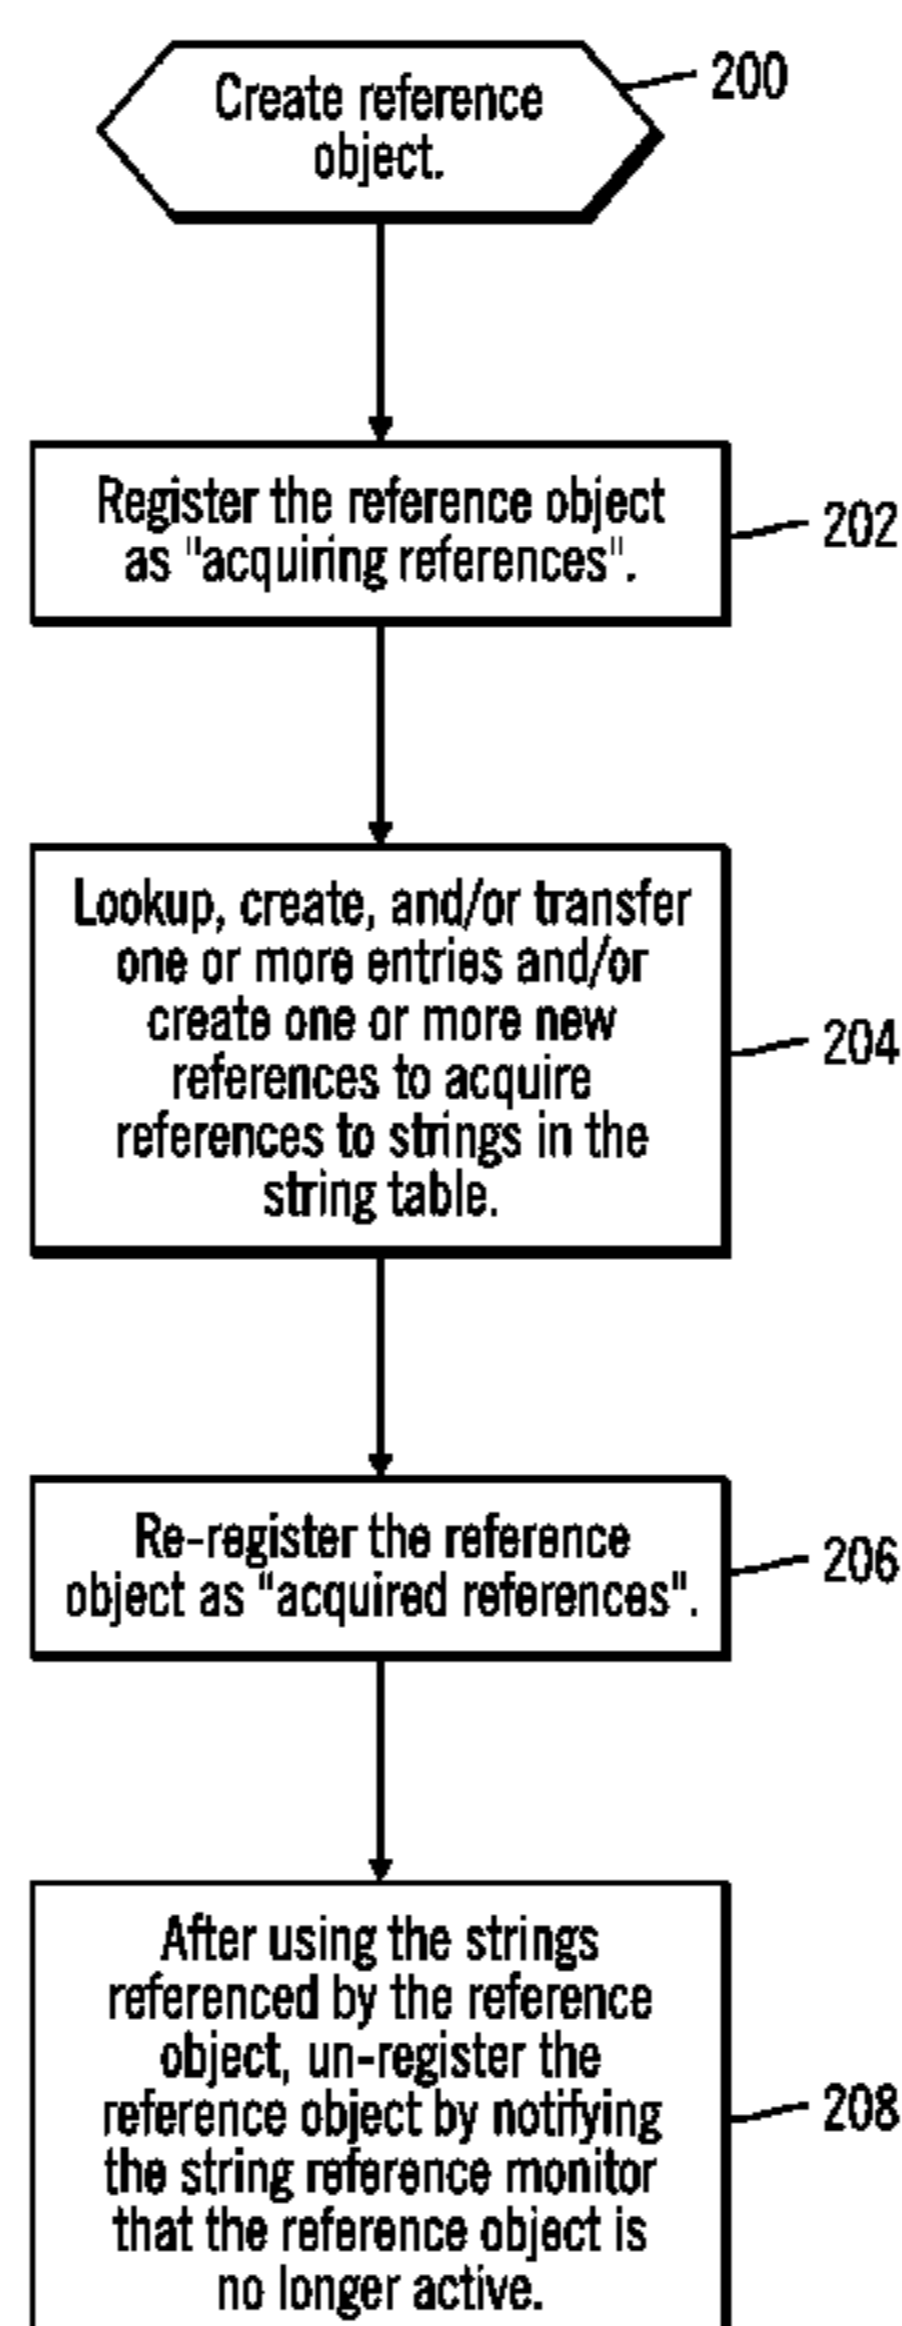 Create reference
object.
200
Register the reference object
as "acquiring references".
202
Lookup, create, and/or transfer
one or more entries and/or
create one or more new
references to acquire
references to strings in the
string table.
204
Re-register the reference
object as "acquired references".
206
After using the strings
referenced by the reference
object, un-register the
reference object by notifying
the string reference monitor
that the reference object is
no longer active.
208